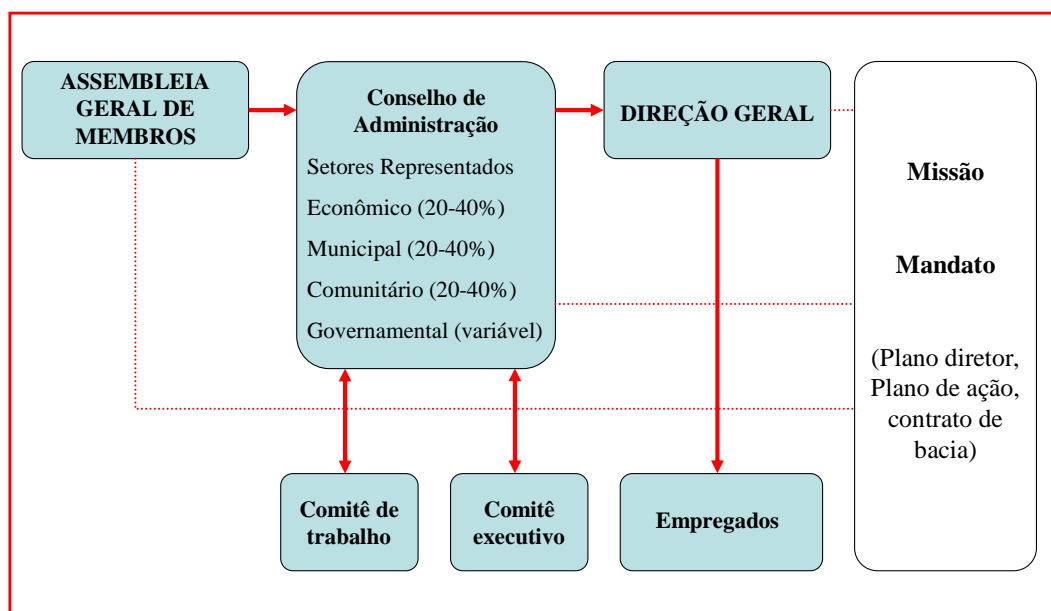 ASSEMBLEIA
GERAL DE
MEMBROS
Conselho de
Administração
Setores Representados
Econômico (20-40%)
Municipal (20-40%)
Comunitário (20-40%)
Governamental (variável)
DIREÇÃO GERAL
Missão
Mandato
(Plano diretor,
Plano de ação,
contrato de
bacia)
Comitê de
trabalho
Comitê
executivo
Empregados